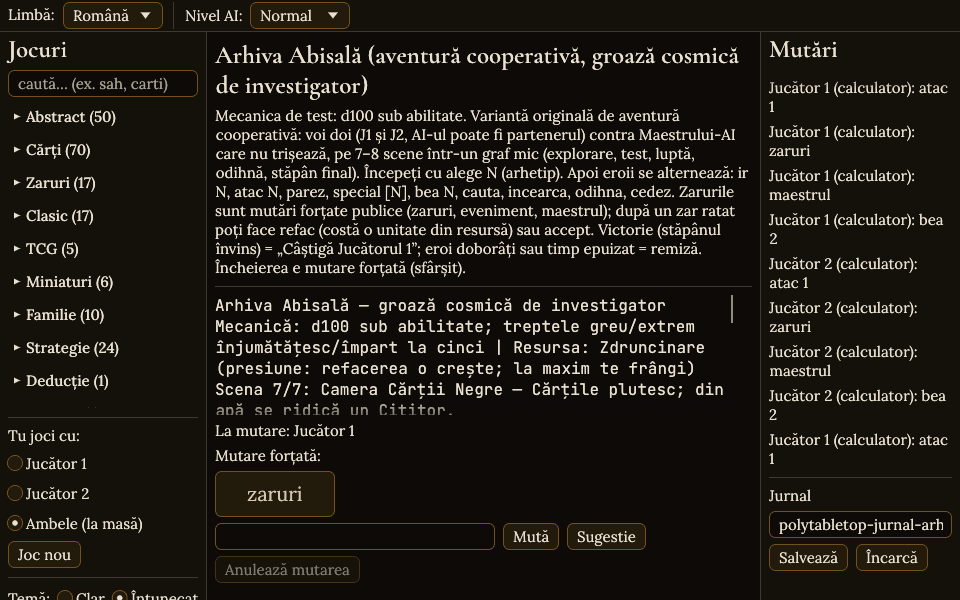 Limbă: Română ▼ Nivel AI: Normal ▼
Jocuri
caută... (ex. sah, carti)
▸ Abstract (50)
▸ Cărți (70)
▸ Zaruri (17)
▸ Clasic (17)
▸ TCG (5)
▸ Miniaturi (6)
▸ Familie (10)
▸ Strategie (24)
▸ Deducție (1)
Tu joci cu:
Jucător 1
Jucător 2
Ambele (la masă)
Joc nou
Temă: Clar Întunecat
Arhiva Abisală (aventură cooperativă, groază cosmică
de investigator)
Mecanica de test: d100 sub abilitate. Variantă originală de aventură
cooperativă: voi doi (J1 și J2, AI-ul poate fi partenerul) contra Maestrului-AI
care nu trișează, pe 7–8 scene într-un graf mic (explorare, test, luptă,
odihnă, stăpân final). Începeți cu alege N (arhetip). Apoi eroii se alternează: ir
N, atac N, parez, special [N], bea N, cauta, incearca, odihna, cedez. Zarurile
sunt mutări forțate publice (zaruri, eveniment, maestrul); după un zar ratat
poți face refac (costă o unitate din resursă) sau accept. Victorie (stăpânul
învins) = „Câștigă Jucătorul 1”; eroi doborâți sau timp epuizat = remiză.
Încheierea e mutare forțată (sfârșit).
Arhiva Abisală — groază cosmică de investigator
Mecanică: d100 sub abilitate; treptele greu/extrem
înjumătățesc/împart la cinci | Resursa: Zdruncinare
(presiune: refacerea o crește; la maxim te frângi)
Scena 7/7: Camera Cărții Negre — Cărțile plutesc; din
apă se ridică un Cititor.
La mutare: Jucător 1
Mutare forțată:
zaruri
Mută Sugestie
Anulează mutarea
Mutări
Jucător 1 (calculator): atac
1
Jucător 1 (calculator):
zaruri
Jucător 1 (calculator):
maestrul
Jucător 1 (calculator): bea
2
Jucător 2 (calculator):
atac 1
Jucător 2 (calculator):
zaruri
Jucător 2 (calculator):
maestrul
Jucător 2 (calculator): bea
2
Jucător 1 (calculator): atac
1
Jurnal
polytabletop-jurnal-arh
Salvează Încarcă